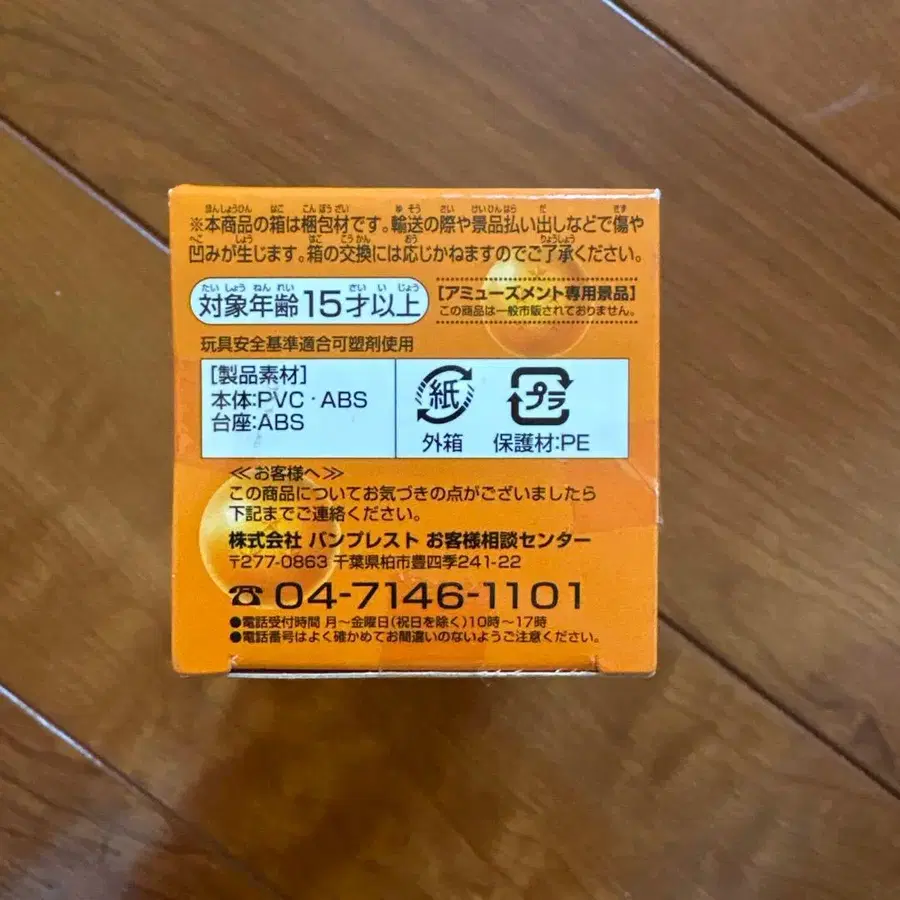 ※本商品の箱は梱包材です。輸送の際や景品払い出しなどで傷や
凹みが生じます。箱の交換には応じかねますのでご了承ください。
対象年齢15才以上
[アミューズメント専用景品]
この商品は一般市販されておりません。
玩具安全基準適合可塑剤使用
[製品素材]
本体:PVC・ABS
台座:ABS
紙
外箱
プラ
保護材:PE
≪お客様へ≫
この商品についてお気づきの点がございましたら
下記までご連絡ください。
株式会社 バンプレスト お客様相談センター
〒277-0863 千葉県柏市豊四季241-22
☎04-7146-1101
●電話受付時間 月～金曜日(祝日を除く)10時～17時
●電話番号はよく確かめてお間違いのないようご注意ください。